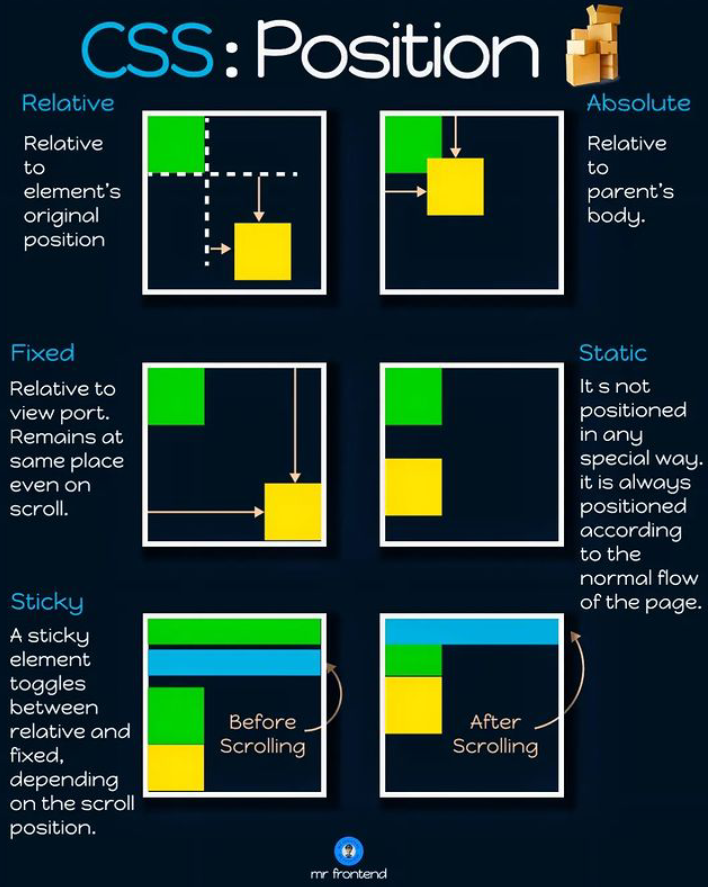 CSS: Position
Relative
Relative
to
element's
original
position
Absolute
Relative
to
parent's
body.
Fixed
Relative to
view port.
Remains at
same place
even on
scroll.
Static
It s not
positioned
in any
special way.
it is always
positioned
according
to the
normal flow
of the page.
Sticky
A sticky
element
toggles
between
relative and
fixed,
depending
on the scroll
position.
Before
Scrolling
After
Scrolling
mr frontend